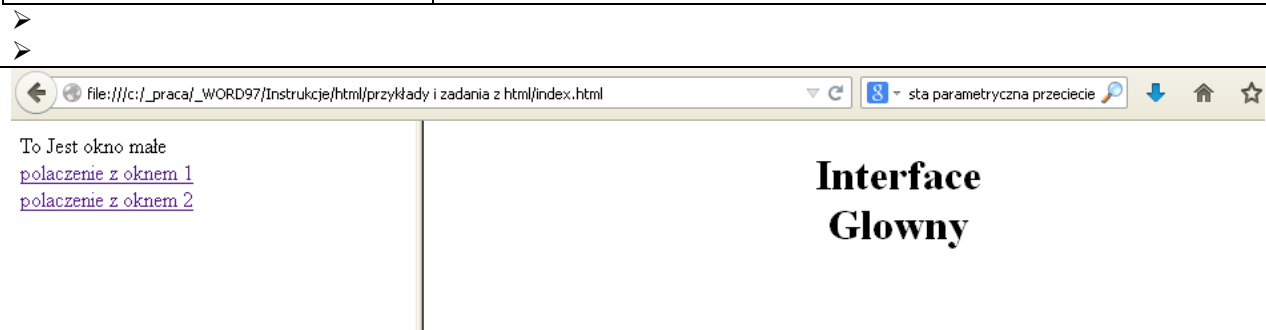 file:///c:/_praca/_WORD97/Instrukcje/html/przykłady i zadania z html/index.html
8 sta parametryczna przeciecie
To Jest okno małe
polaczenie z oknem 1
polaczenie z oknem 2
Interface
Glowny